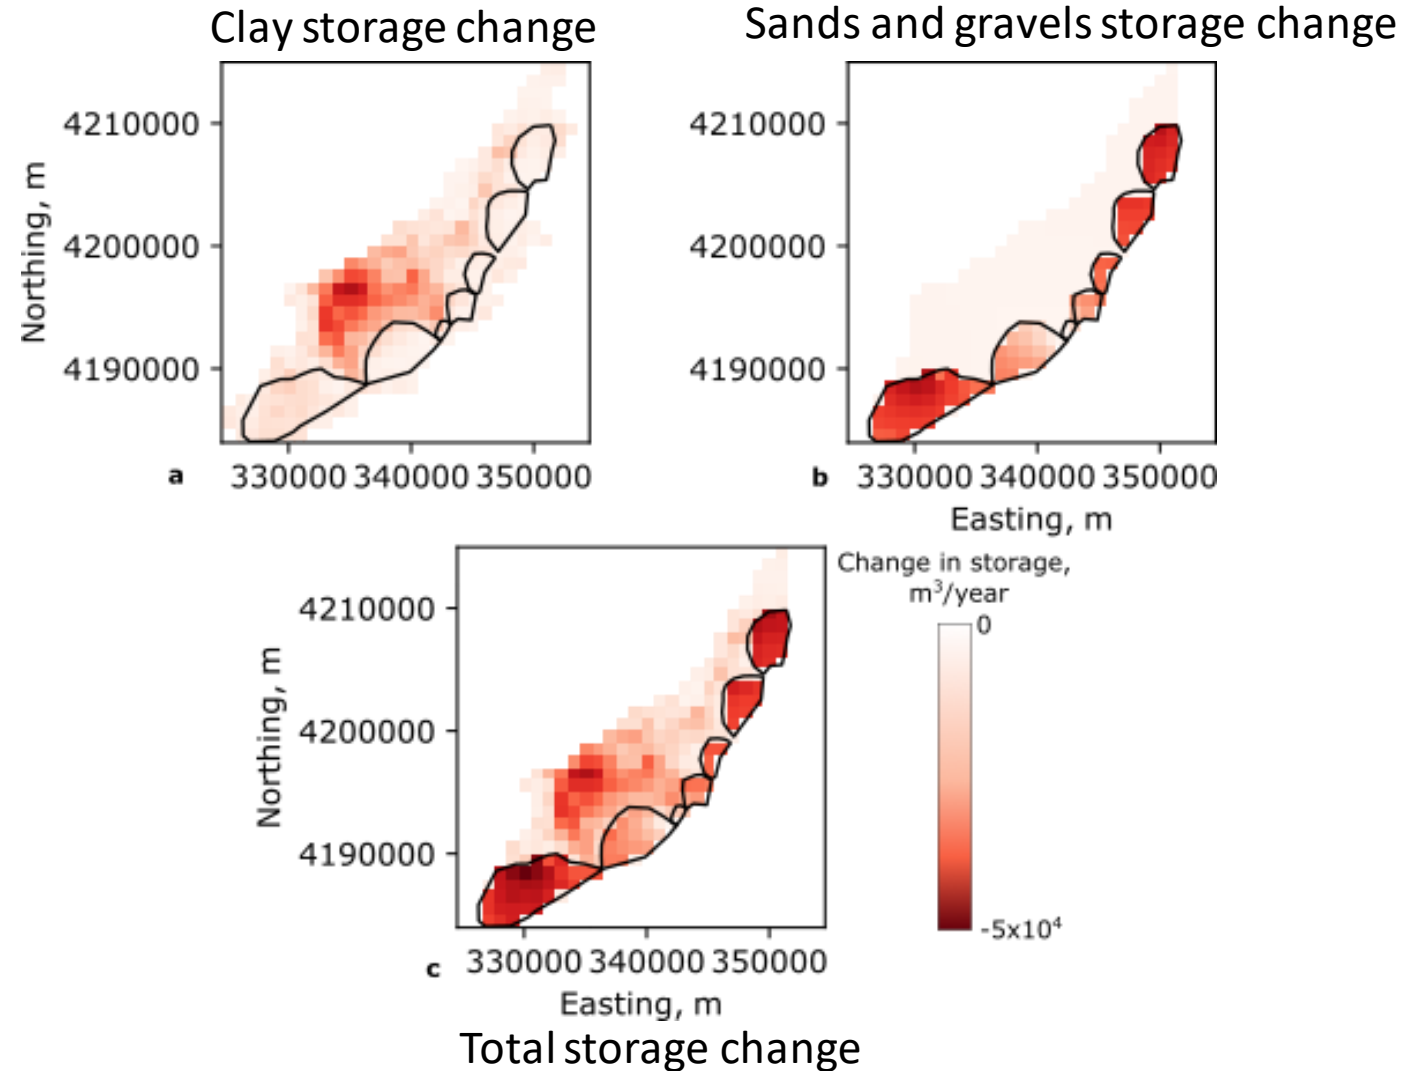 Clay storage change
Sands and gravels storage change
4210000
4200000
4190000
Northing, m
a
330000 340000 350000
4210000
4200000
4190000
b
330000 340000 350000
Easting, m
4210000
4200000
4190000
Northing, m
c
330000 340000 350000
Easting, m
Change in storage,
m³/year
0
-5x10⁴
Total storage change